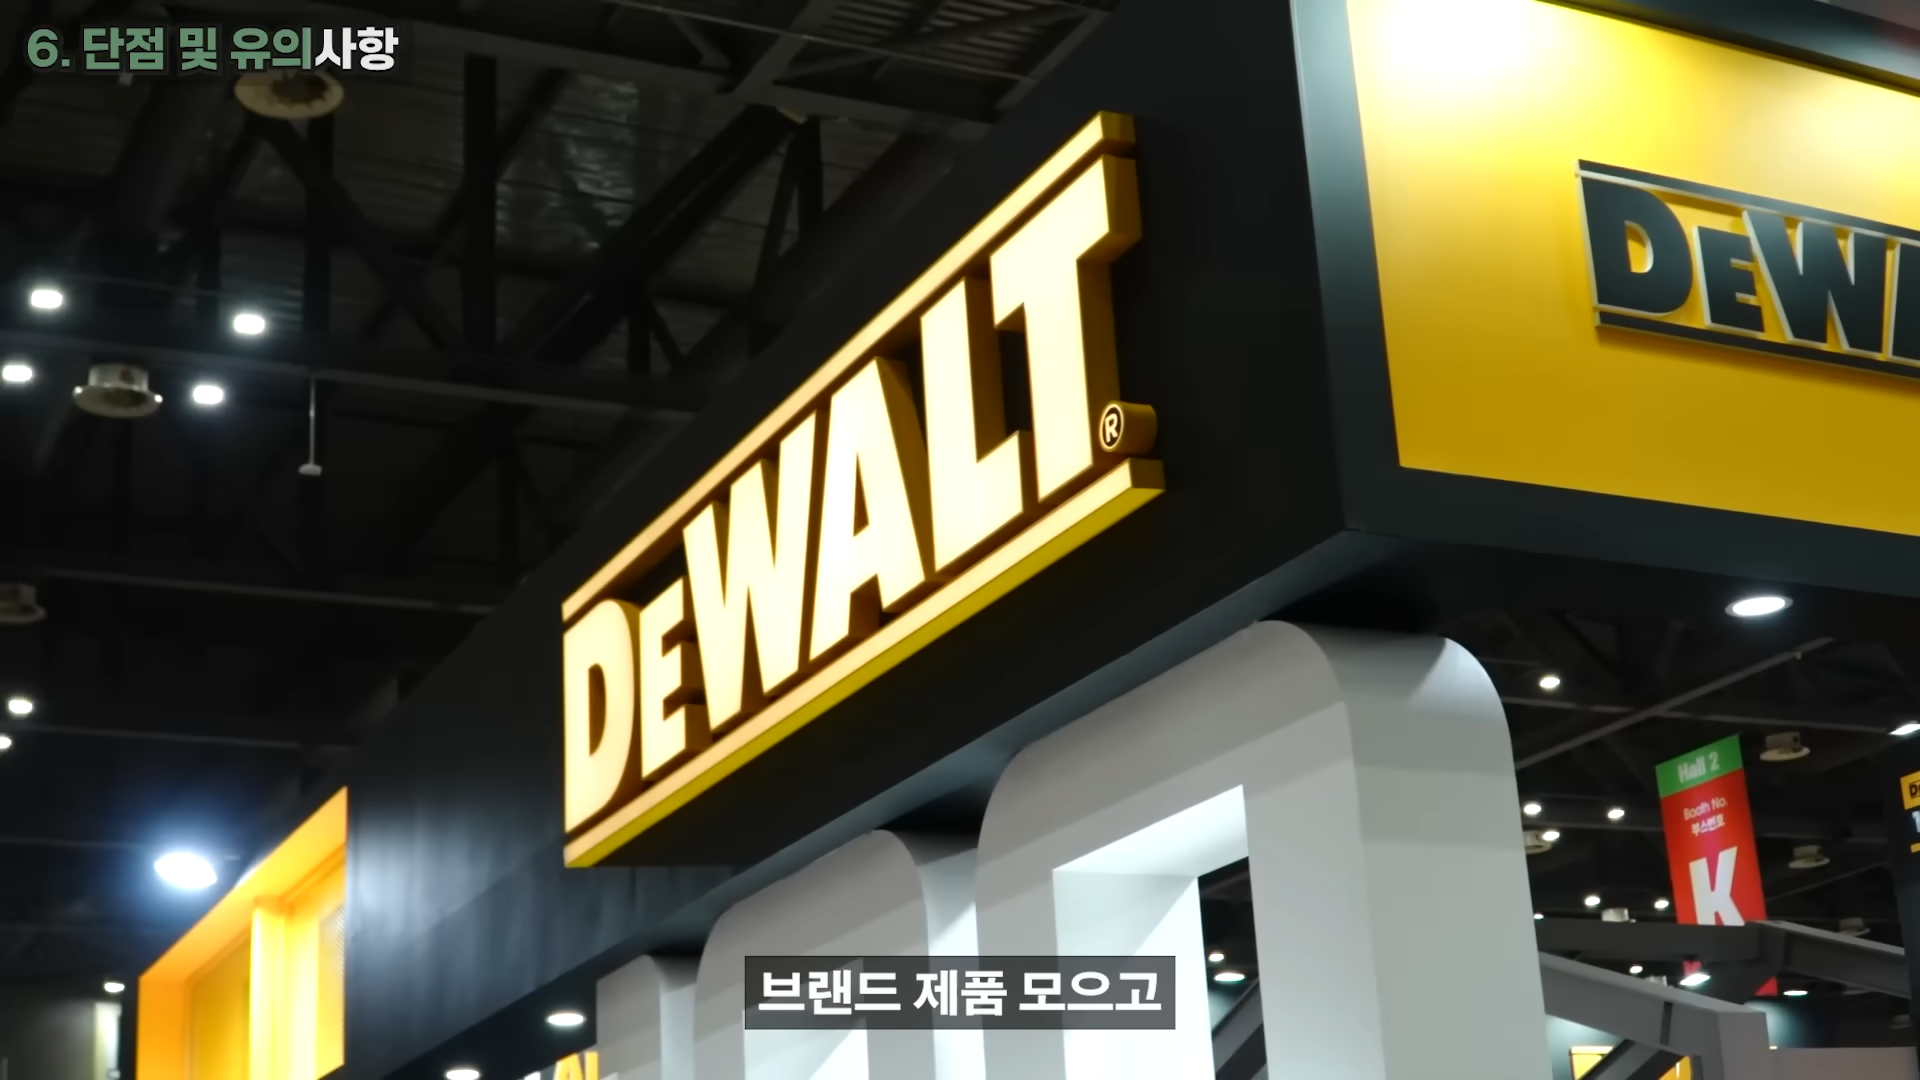 6. 단점 및 유의사항
DEWALT®
DEWA
Hall 2
Booth No.
부스번호
K
브랜드 제품 모으고